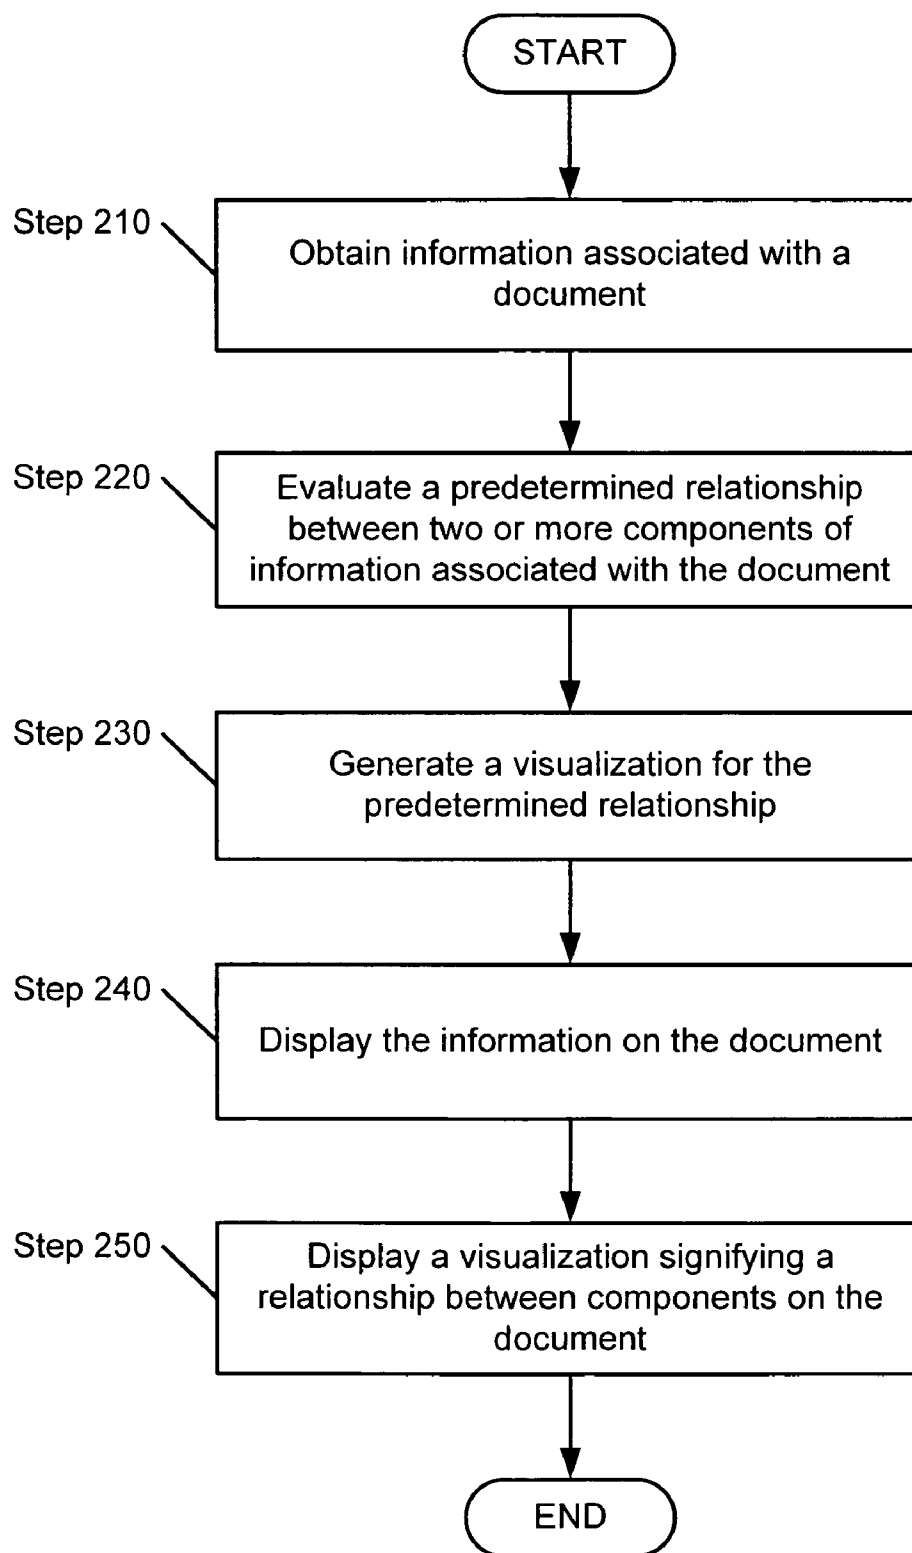 START
Step 210
Obtain information associated with a
document
Step 220
Evaluate a predetermined relationship
between two or more components of
information associated with the document
Step 230
Generate a visualization for the
predetermined relationship
Step 240
Display the information on the document
Step 250
Display a visualization signifying a
relationship between components on the
document
END